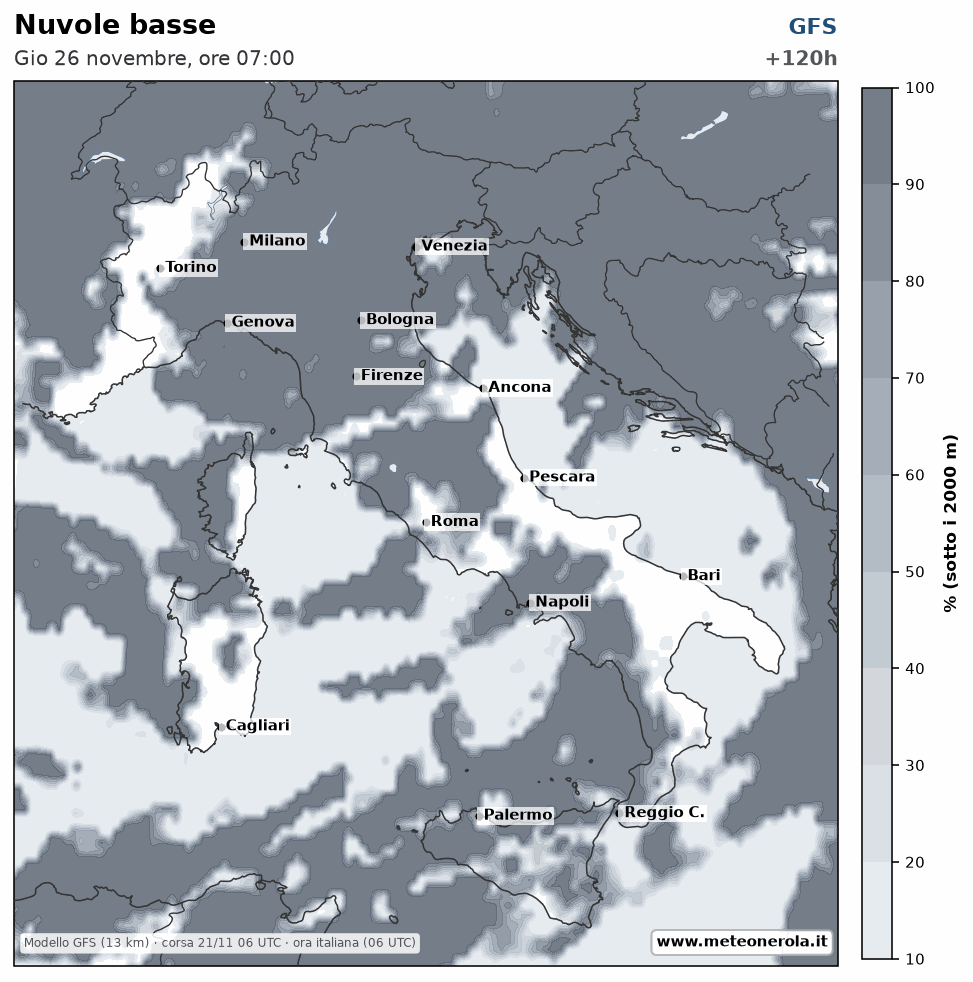 Nuvole basse
GFS
Gio 26 novembre, ore 07:00
+120h
Milano
Venezia
Torino
Genova
Bologna
Firenze
Ancona
Pescara
Roma
Bari
Napoli
Cagliari
Palermo
Reggio C.
Modello GFS (13 km) · corsa 21/11 06 UTC · ora italiana (06 UTC)
www.meteonerola.it
100
90
80
70
60
50
40
30
20
10
% (sotto i 2000 m)